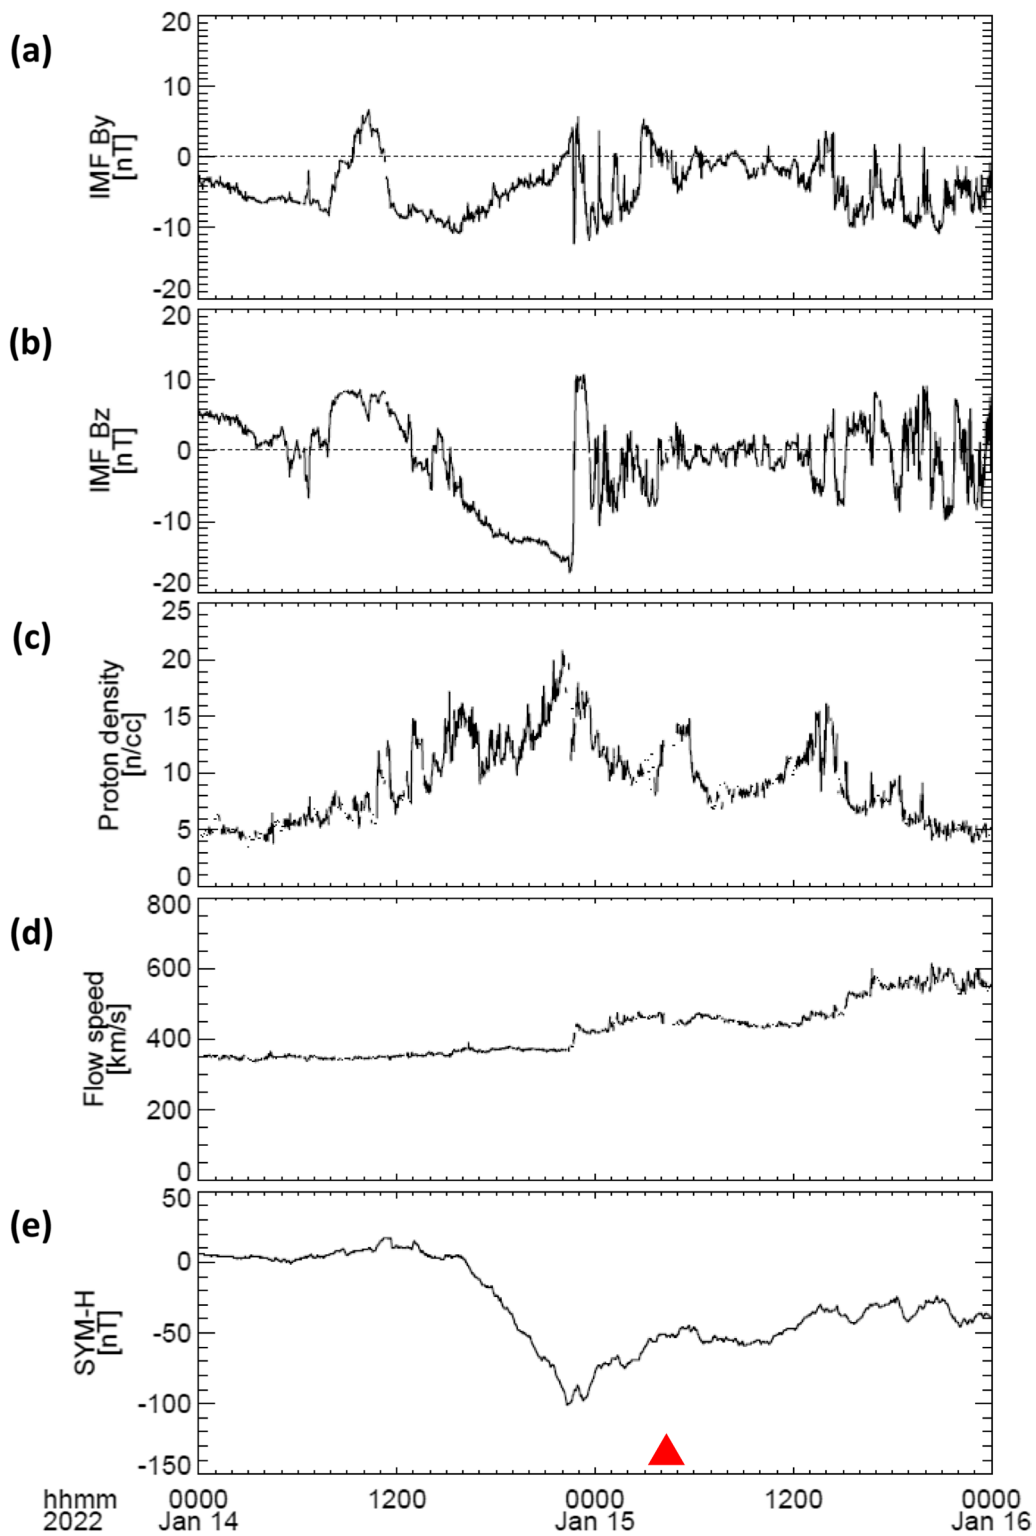 (a)
IMF By
[nT]
20
10
0
-10
-20
(b)
IMF Bz
[nT]
20
10
0
-10
-20
(c)
Proton density
[n/cc]
25
20
15
10
5
0
(d)
Flow speed
[km/s]
800
600
400
200
0
(e)
SYM-H
[nT]
50
0
-50
-100
-150
hhmm 0000 1200 0000 1200 0000
2022 Jan 14 Jan 15 Jan 16